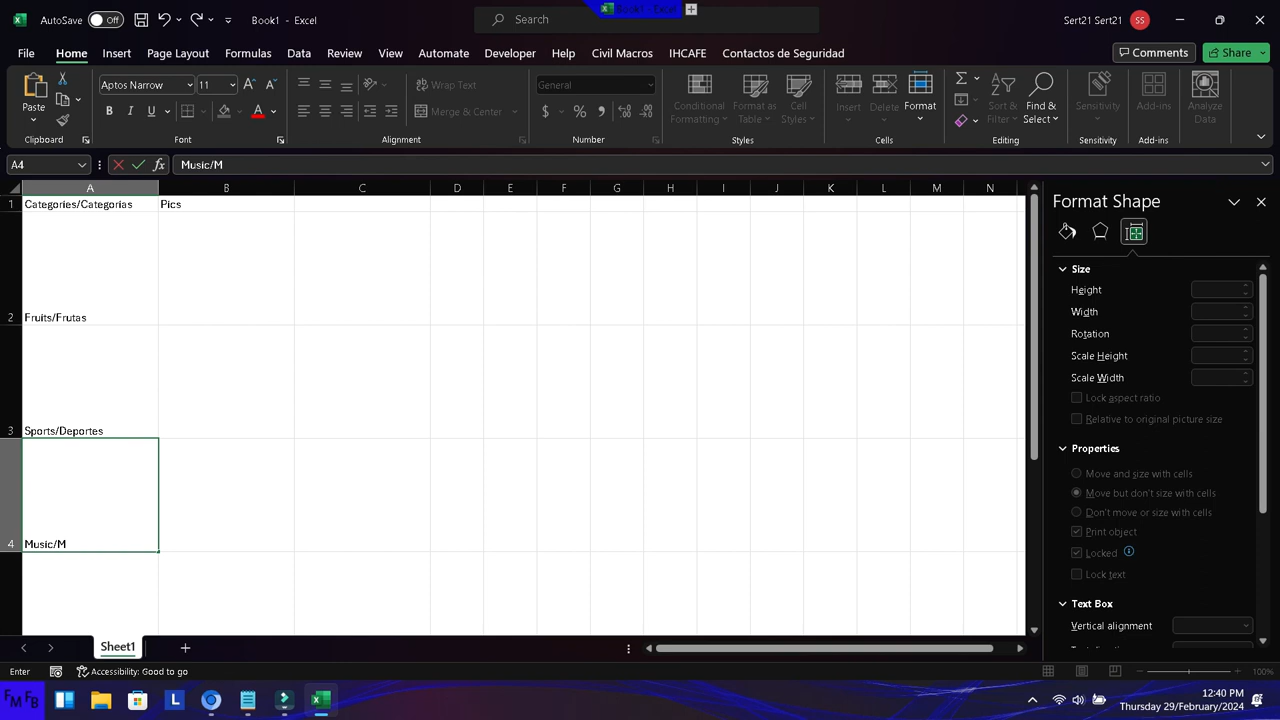 AutoSave Off Book1 - Excel Search Book1 - Excel Sert21 Sert21 SS
File Home Insert Page Layout Formulas Data Review View Automate Developer Help Civil Macros IHCAFE Contactos de Seguridad Comments Share
Paste Aptos Narrow 11 Wrap Text General Conditional Formatting Format as Table Cell Styles Insert Delete Format Sort & Filter Find & Select Sensitivity Add-ins Analyze Data
B I U Merge & Center $ % 9
Clipboard Font Alignment Number Styles Cells Editing Sensitivity Add-ins
A4 fx Music/M
A B C D E F G H I J K L M N
1 Categories/Categorias Pics
2 Fruits/Frutas
3 Sports/Deportes
4 Music/M
Format Shape
Size
Height
Width
Rotation
Scale Height
Scale Width
Lock aspect ratio
Relative to original picture size
Properties
Move and size with cells
Move but don't size with cells
Don't move or size with cells
Print object
Locked
Lock text
Text Box
Vertical alignment
Sheet1
Enter Accessibility: Good to go 100%
FM FB L 12:40 PM
Thursday 29/February/2024